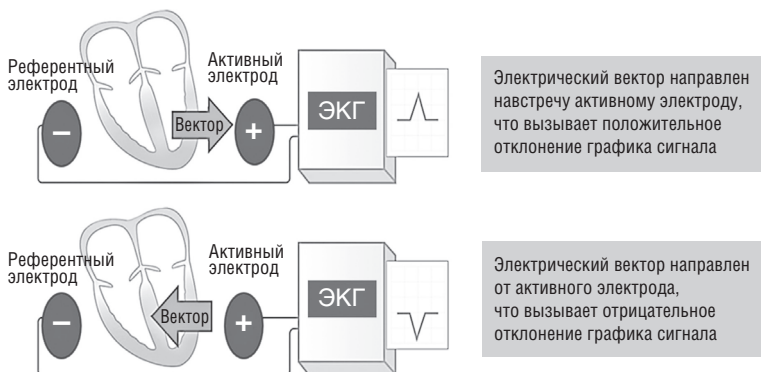 Референтный
электрод
Активный
электрод
−
Вектор
+
ЭКГ
Электрический вектор направлен
навстречу активному электроду,
что вызывает положительное
отклонение графика сигнала
Референтный
электрод
Активный
электрод
−
Вектор
+
ЭКГ
Электрический вектор направлен
от активного электрода,
что вызывает отрицательное
отклонение графика сигнала